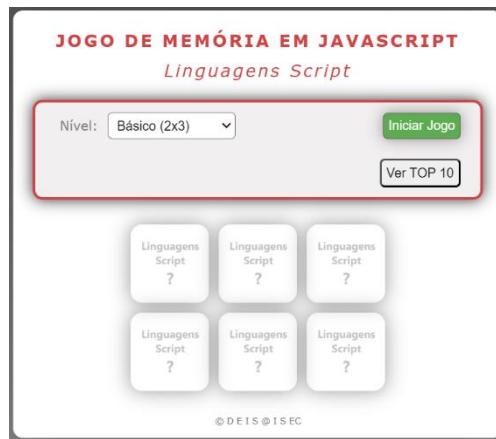 JOGO DE MEMÓRIA EM JAVASCRIPT
Linguagens Script
Nível: Básico (2x3) Iniciar Jogo
Ver TOP 10
Linguagens Linguagens Linguagens
Script Script Script
? ? ?
Linguagens Linguagens Linguagens
Script Script Script
? ? ?
© DEIS@ISEC